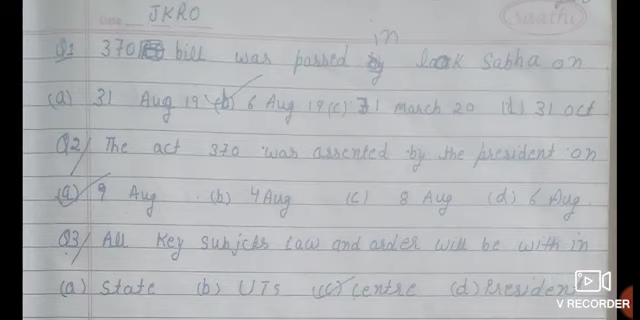 JKRO
Saathi
Q1 370 bill was passed in lok Sabha on
(a) 31 Aug 19 (b) 6 Aug 19 (c) 31 march 20 (d) 31 oct
Q2/ The act 370 was assented by the president on
(a) 9 Aug (b) 4 Aug (c) 8 Aug (d) 6 Aug
Q3/ All Key subjcts law and order will be with in
(a) State (b) UTs (c) centre (d) President
V RECORDER